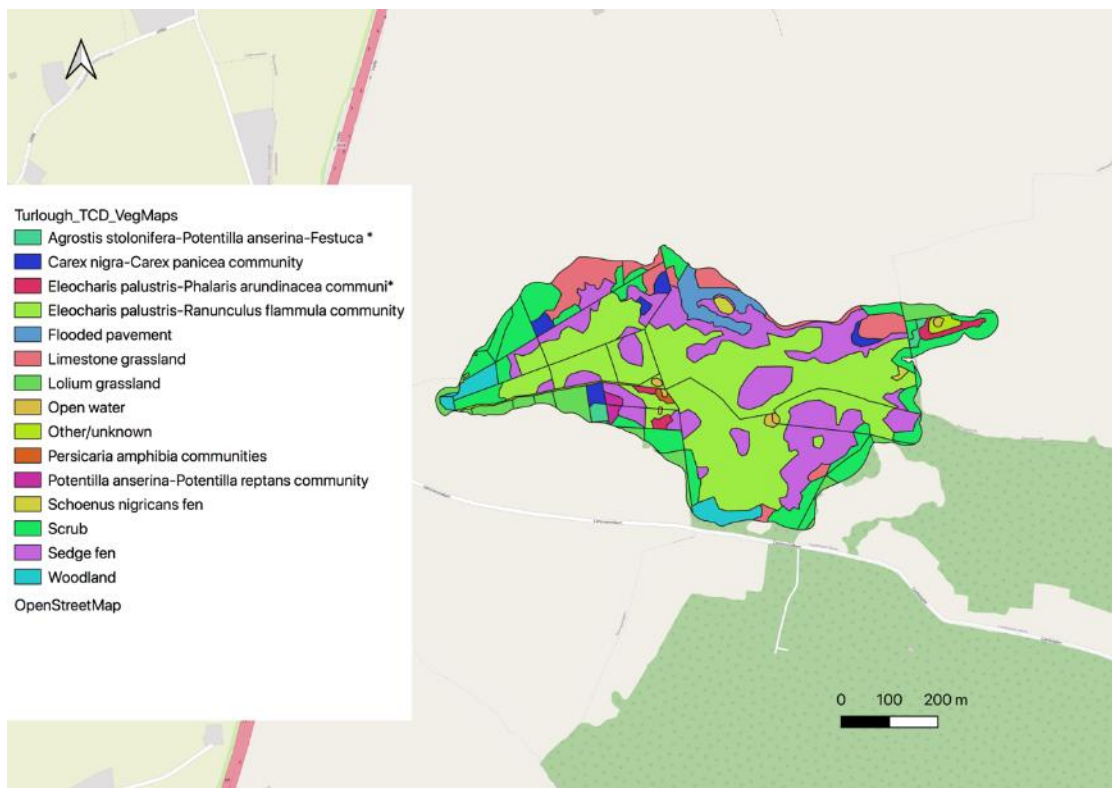 Turlough_TCD_VegMaps
Agrostis stolonifera-Potentilla anserina-Festuca *
Carex nigra-Carex panicea community
Eleocharis palustris-Phalaris arundinacea communi*
Eleocharis palustris-Ranunculus flammula community
Flooded pavement
Limestone grassland
Lolium grassland
Open water
Other/unknown
Persicaria amphibia communities
Potentilla anserina-Potentilla reptans community
Schoenus nigricans fen
Scrub
Sedge fen
Woodland
OpenStreetMap
0 100 200 m